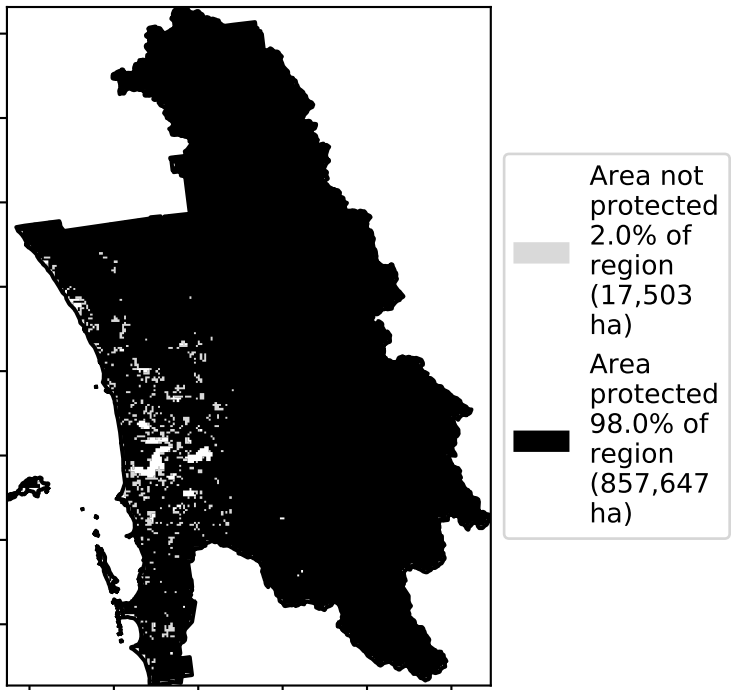 Area not
protected
2.0% of
region
(17,503
ha)
Area
protected
98.0% of
region
(857,647
ha)